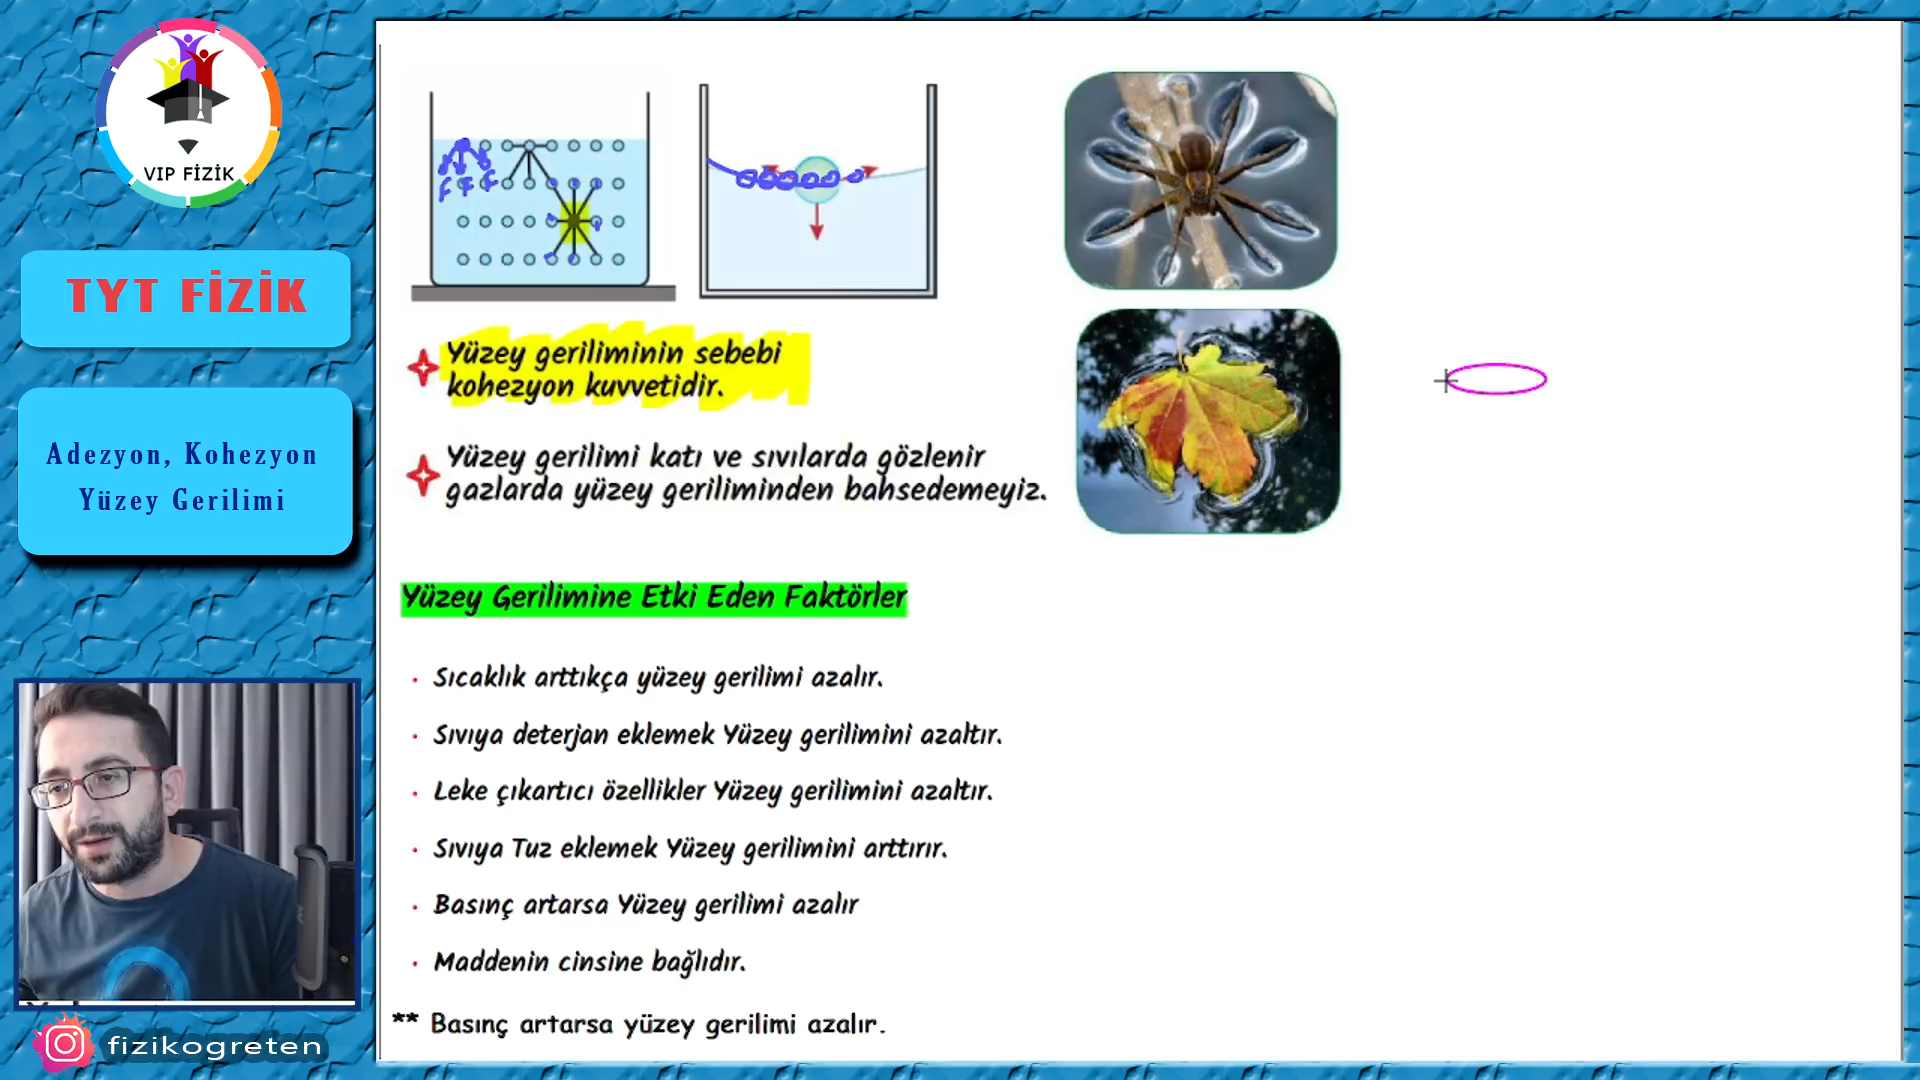 VIP FİZİK
TYT FİZİK
Adezyon, Kohezyon
Yüzey Gerilimi
fizikogreten
F F F
Yüzey geriliminin sebebi
kohezyon kuvvetidir.
Yüzey gerilimi katı ve sıvılarda gözlenir
gazlarda yüzey geriliminden bahsedemeyiz.
Yüzey Gerilimine Etki Eden Faktörler
• Sıcaklık arttıkça yüzey gerilimi azalır.
• Sıvıya deterjan eklemek Yüzey gerilimini azaltır.
• Leke çıkartıcı özellikler Yüzey gerilimini azaltır.
• Sıvıya Tuz eklemek Yüzey gerilimini arttırır.
• Basınç artarsa Yüzey gerilimi azalır
• Maddenin cinsine bağlıdır.
** Basınç artarsa yüzey gerilimi azalır.